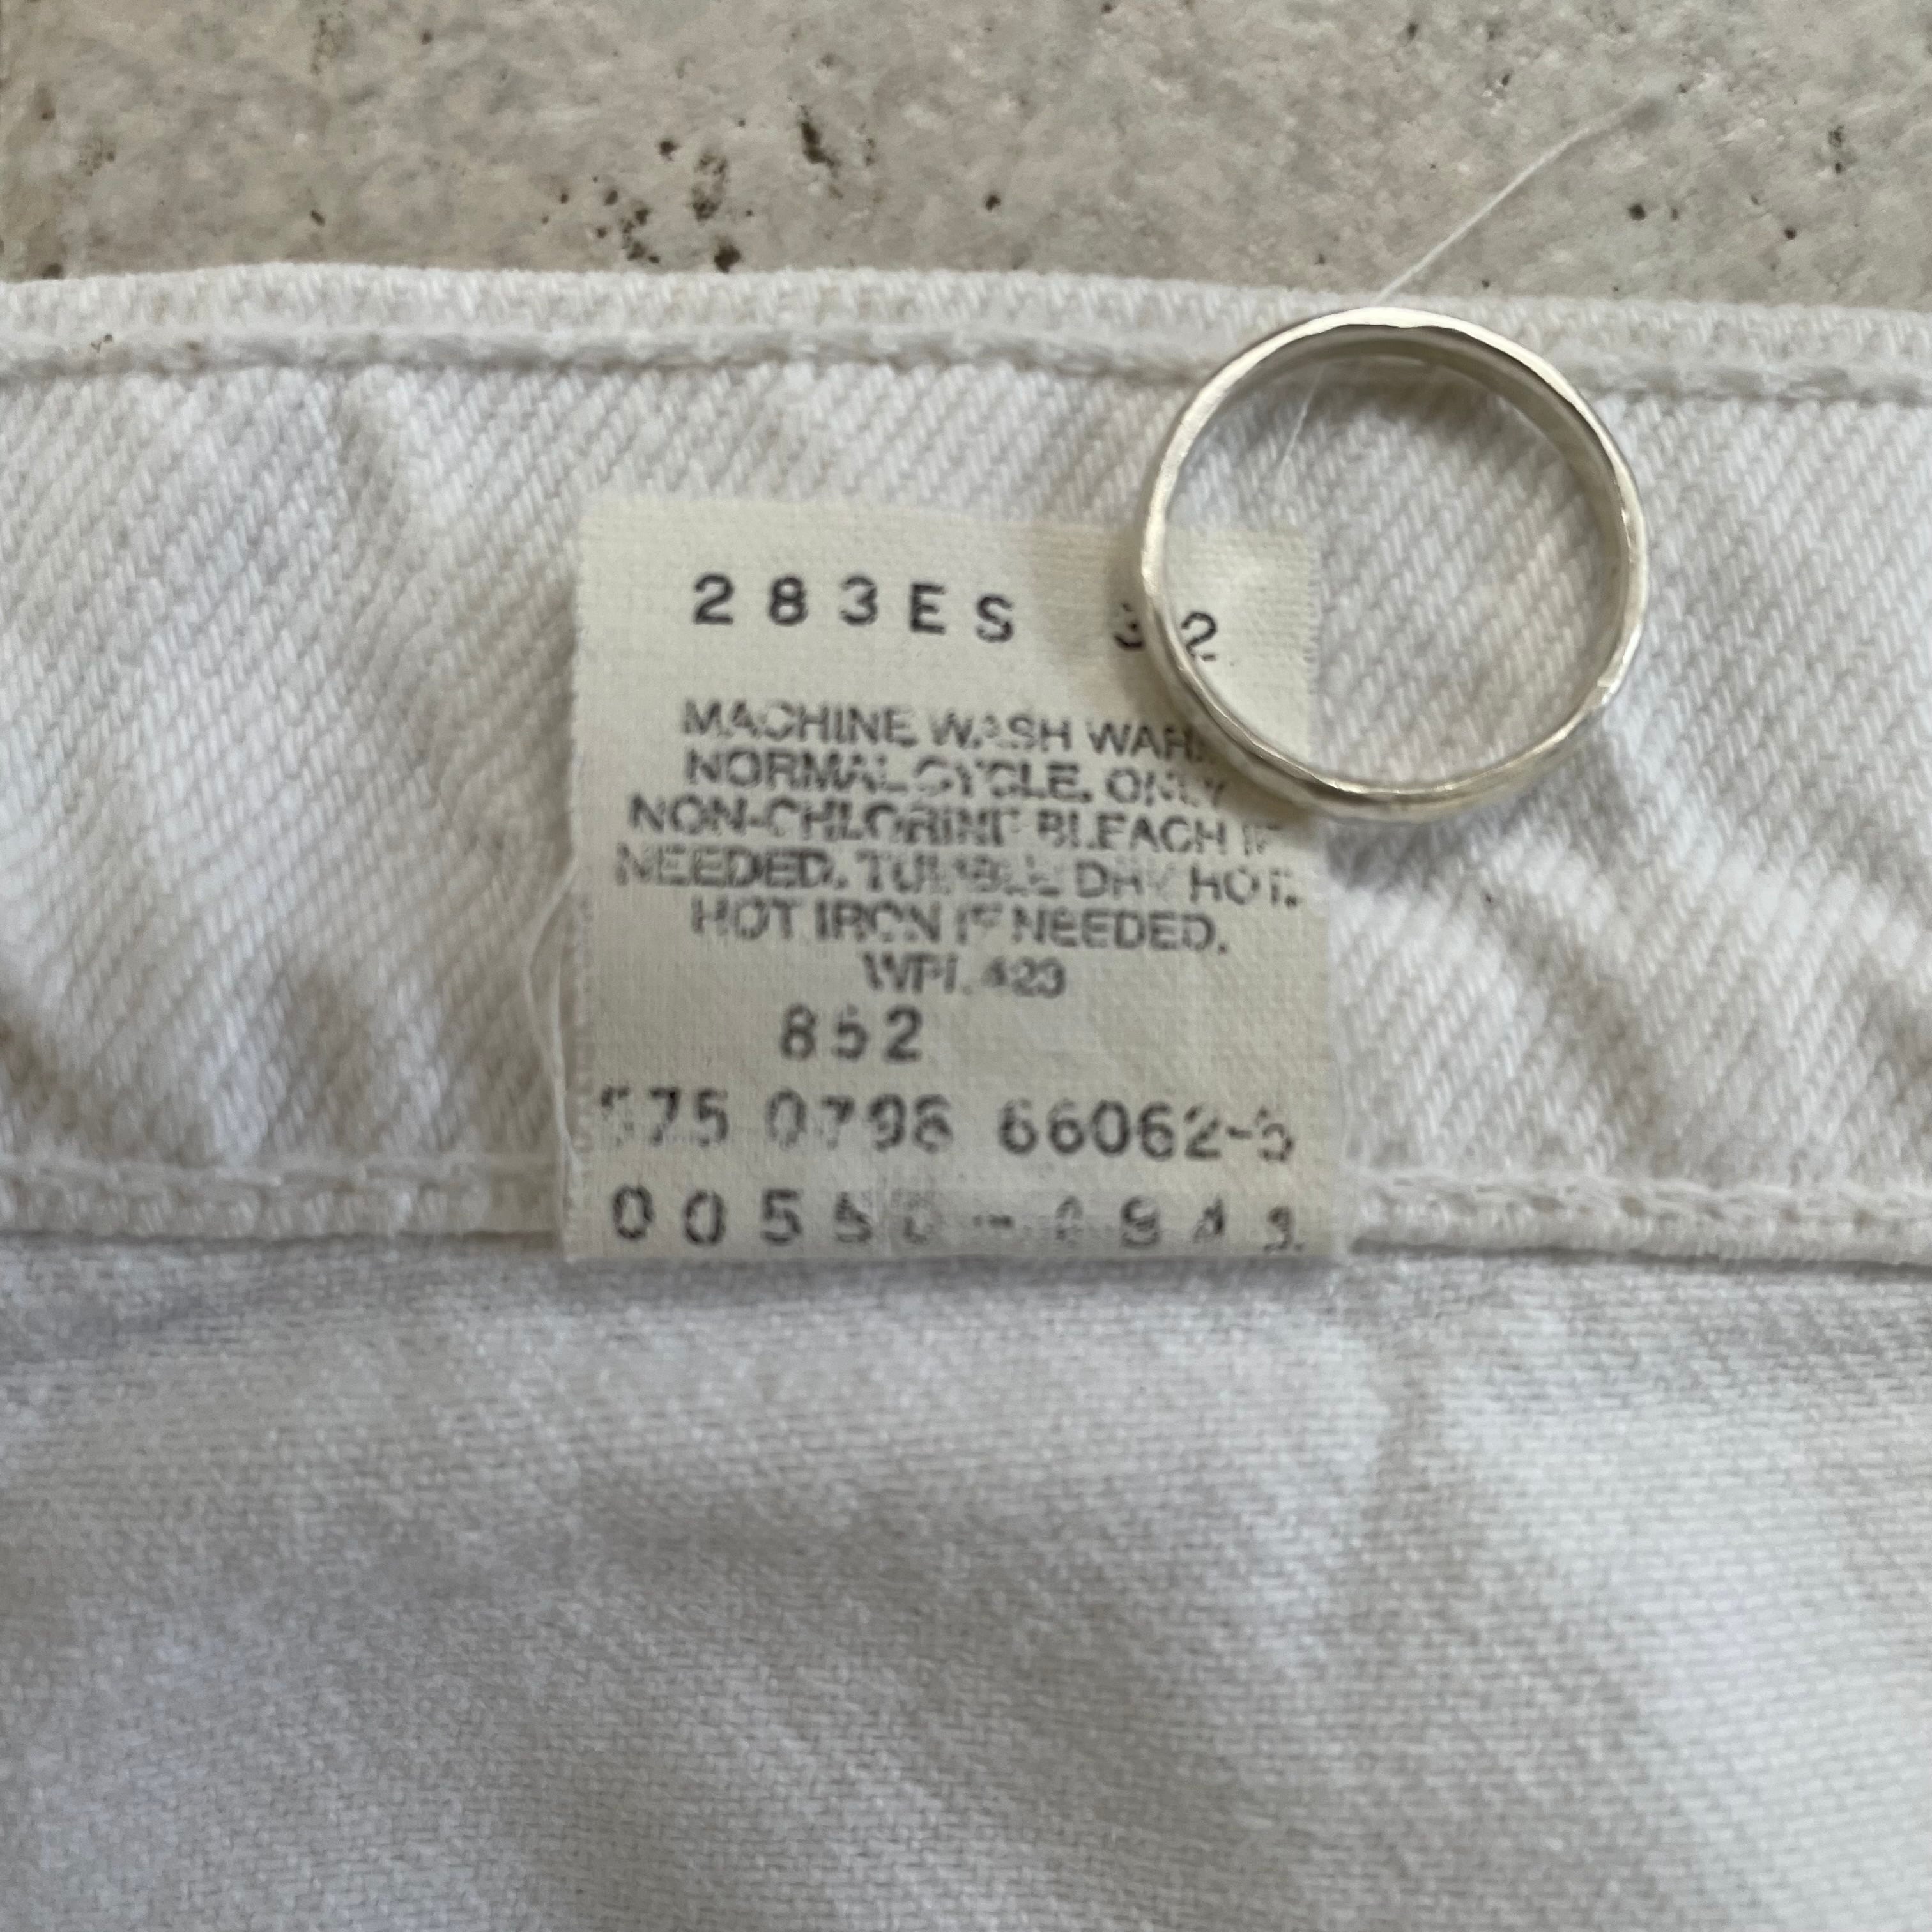 283ES 32
MACHINE WASH WARM
NORMAL CYCLE. ONLY
NON-CHLORINE BLEACH IF
NEEDED. TUMBLE DRY HOT.
HOT IRON IF NEEDED.
WPL 423
852
575 0798 66062-5